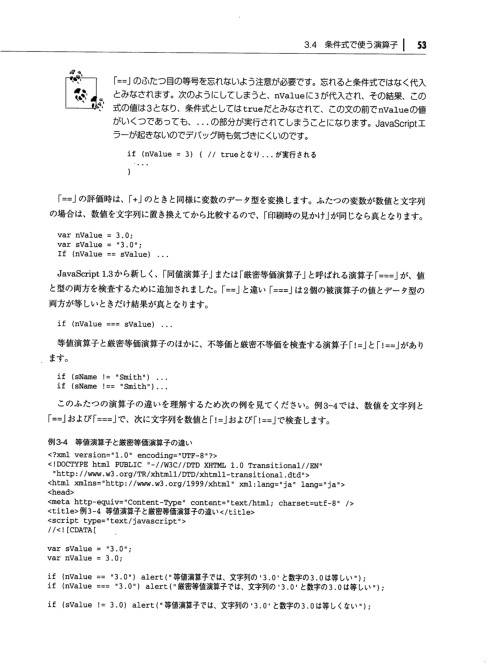 3.4 条件式で使う演算子 53
「==」のふたつ目の等号を忘れないよう注意が必要です。忘れると条件式ではなく代入
とみなされます。次のようにしてしまうと、nValueに3が代入され、その結果、この
式の値は3となり、条件式としてはtrueだとみなされて、この文の前でnValueの値
がいくつであっても、...の部分が実行されてしまうことになります。JavaScriptエ
ラーが起きないのでデバッグ時も気づきにくいのです。
if (nValue = 3) { // trueとなり...が実行される
...
}
「==」の評価時は、「+」のときと同様に変数のデータ型を変換します。ふたつの変数が数値と文字列
の場合は、数値を文字列に置き換えてから比較するので、「印刷時の見かけ」が同じなら真となります。
var nValue = 3.0;
var sValue = "3.0";
If (nValue == sValue) ...
JavaScript 1.3から新しく、「同値演算子」または「厳密等価演算子」と呼ばれる演算子「===」が、値
と型の両方を検査するために追加されました。「==」と違い「===」は2個の被演算子の値とデータ型の
両方が等しいときだけ結果が真となります。
if (nValue === sValue) ...
等値演算子と厳密等価演算子のほかに、不等価と厳密不等価を検査する演算子「!=」と「!==」があり
ます。
if (sName != "Smith") ...
if (sName !== "Smith")...
このふたつの演算子の違いを理解するため次の例を見てください。例3-4では、数値を文字列と
「==」および「===」で、次に文字列を数値と「!=」および「!==」で検査します。
例3-4 等値演算子と厳密等価演算子の違い
<?xml version="1.0" encoding="UTF-8"?>
<!DOCTYPE html PUBLIC "-//W3C//DTD XHTML 1.0 Transitional//EN"
"http://www.w3.org/TR/xhtml1/DTD/xhtml1-transitional.dtd">
<html xmlns="http://www.w3.org/1999/xhtml" xml:lang="ja" lang="ja">
<head>
<meta http-equiv="Content-Type" content="text/html; charset=utf-8" />
<title>例3-4 等値演算子と厳密等価演算子の違い</title>
<script type="text/javascript">
//<![CDATA[
var sValue = "3.0";
var nValue = 3.0;
if (nValue == "3.0") alert("等値演算子では、文字列の'3.0'と数字の3.0は等しい");
if (nValue === "3.0") alert("厳密等値演算子では、文字列の'3.0'と数字の3.0は等しい");
if (sValue != 3.0) alert("等値演算子では、文字列の'3.0'と数字の3.0は等しくない");